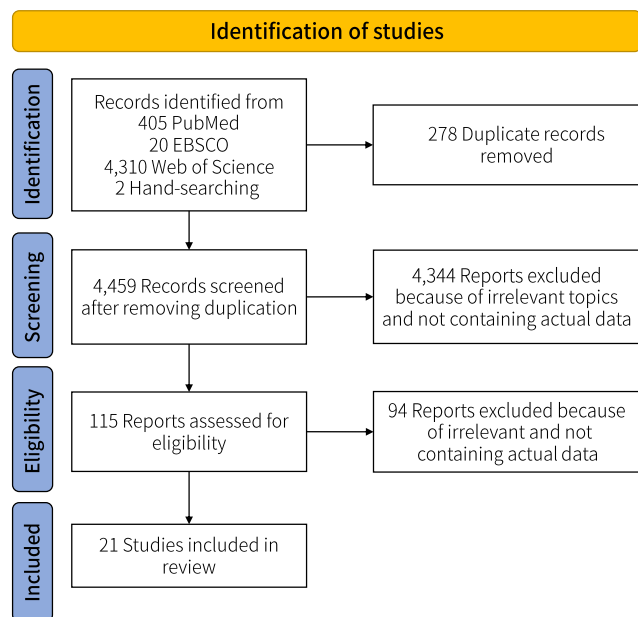 Identification of studies
Identification
Records identified from
405 PubMed
20 EBSCO
4,310 Web of Science
2 Hand-searching
278 Duplicate records
removed
Screening
4,459 Records screened
after removing duplication
4,344 Reports excluded
because of irrelevant topics
and not containing actual data
Eligibility
115 Reports assessed for
eligibility
94 Reports excluded because
of irrelevant and not
containing actual data
Included
21 Studies included in
review